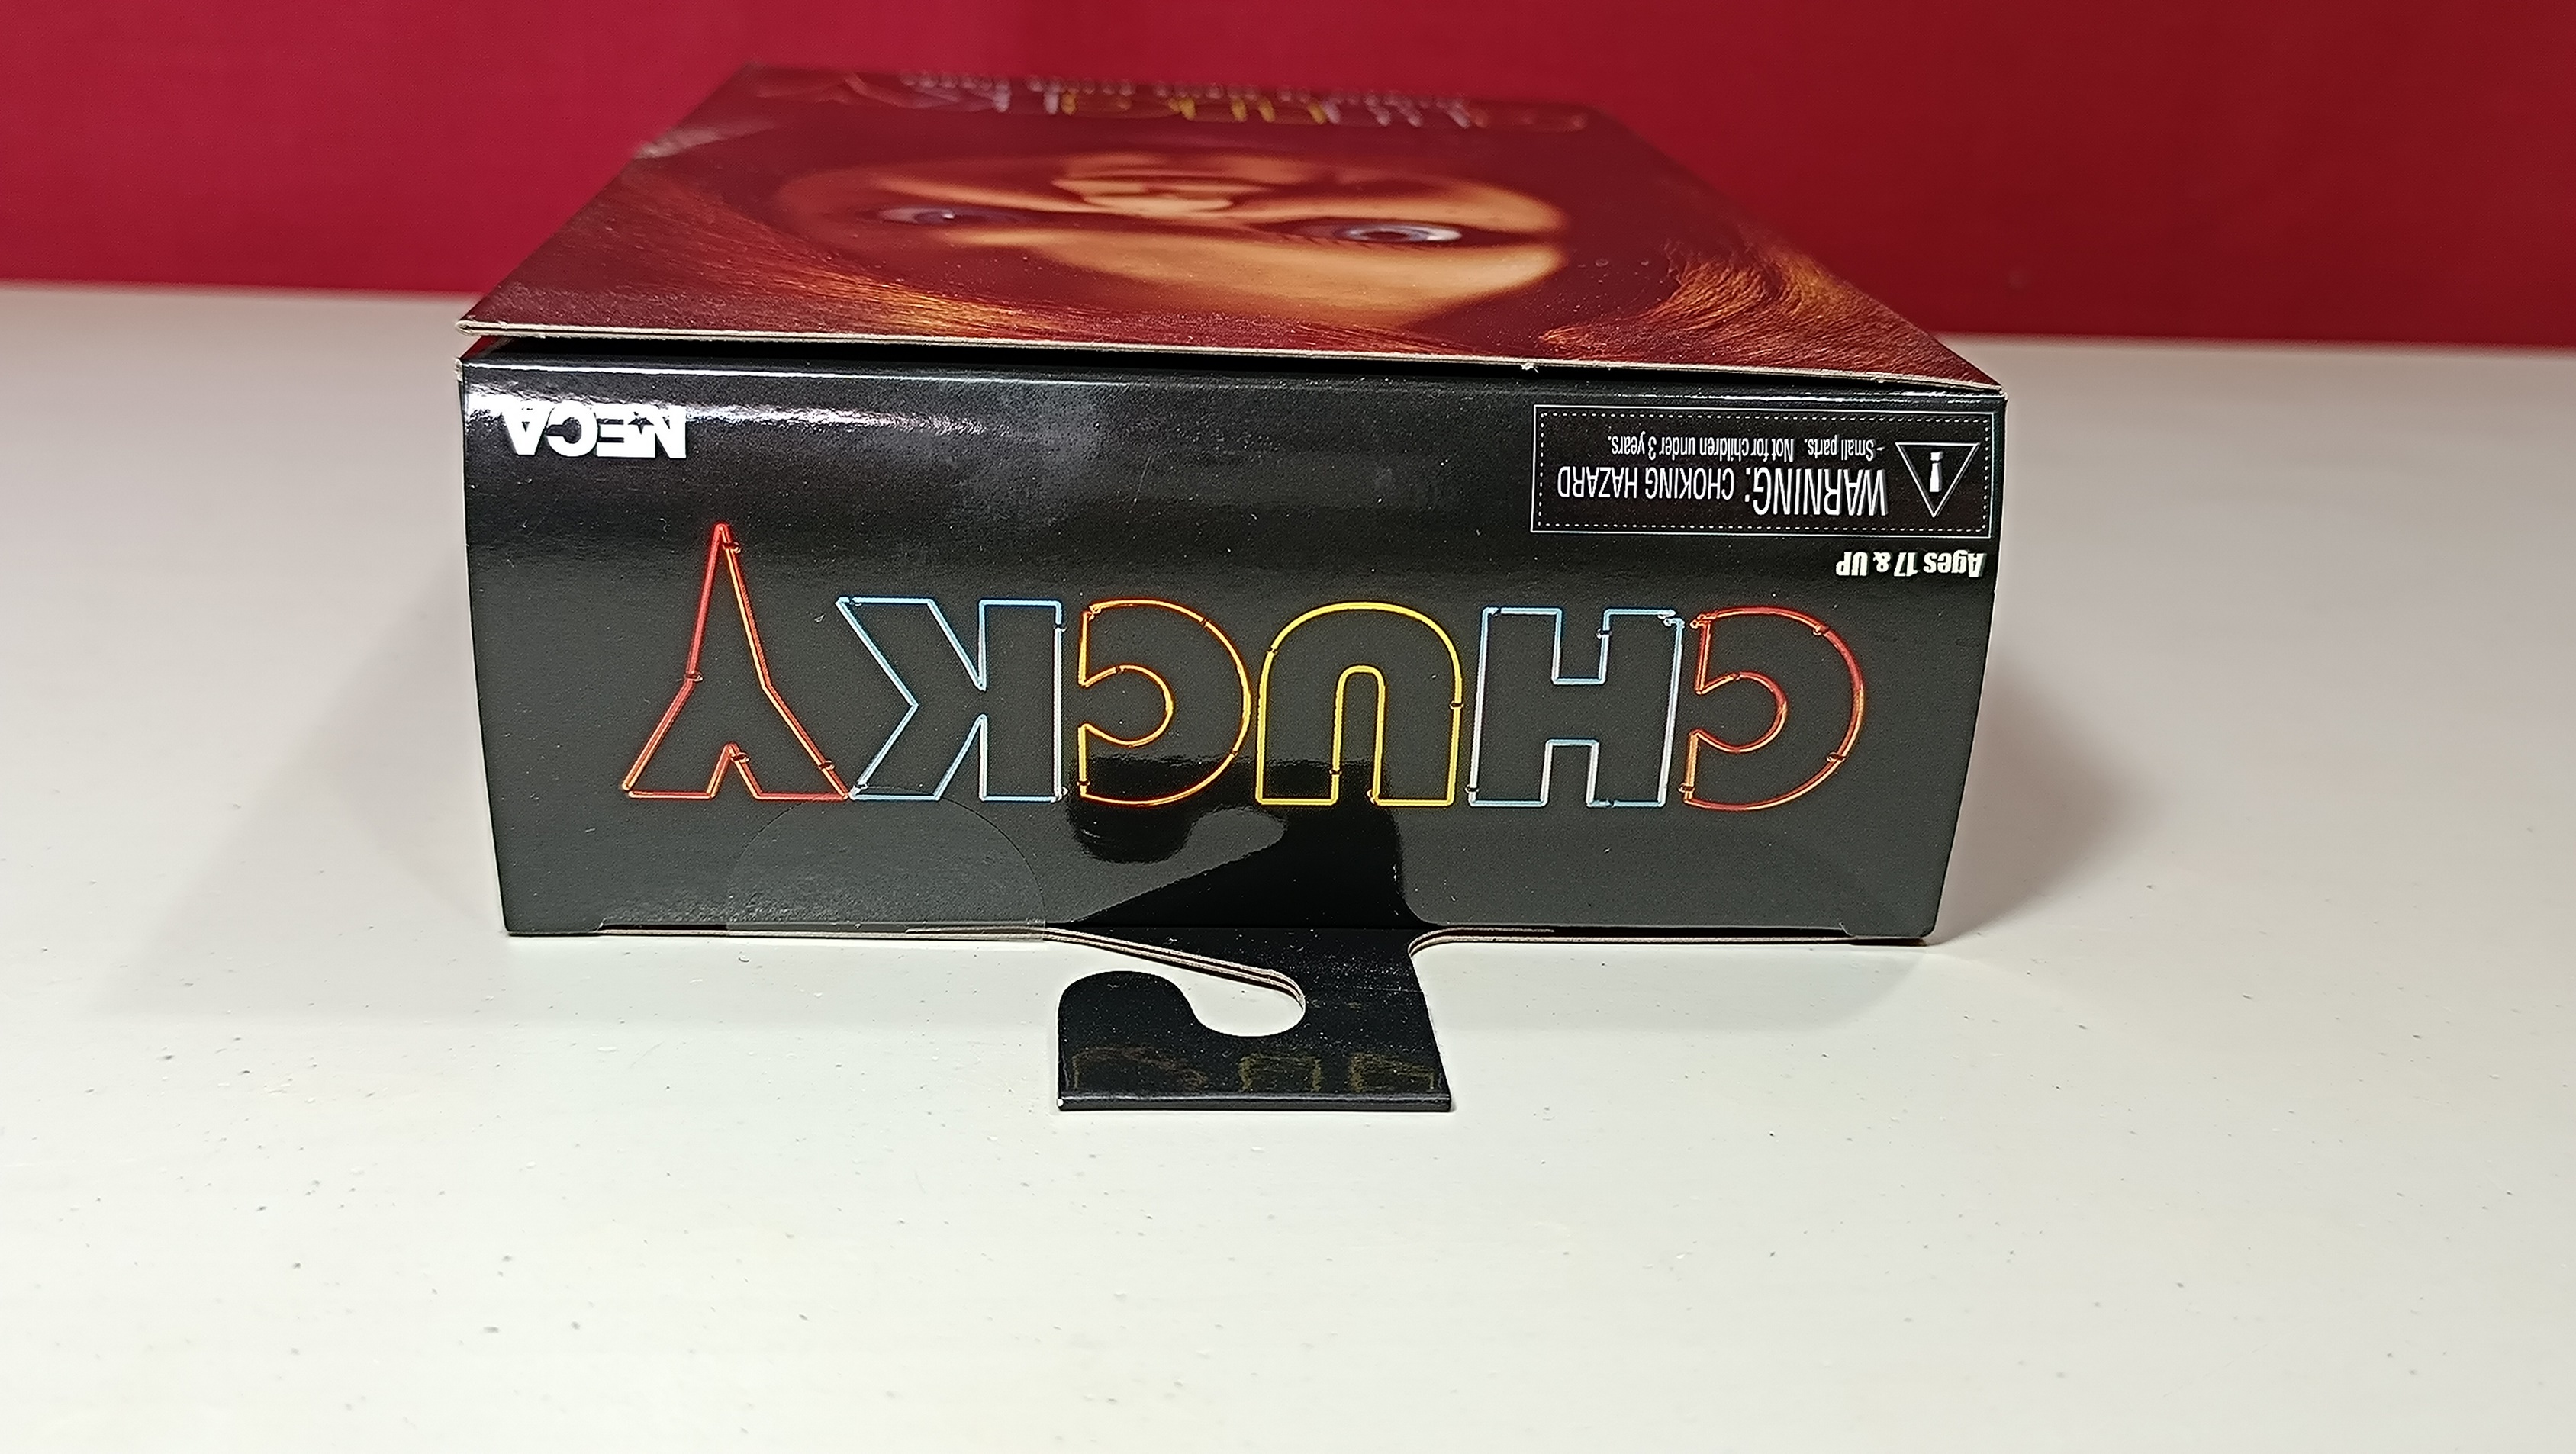 CHUCKY
Ages 17 & UP
WARNING: CHOKING HAZARD
-Small parts. Not for children under 3 years.
NECA